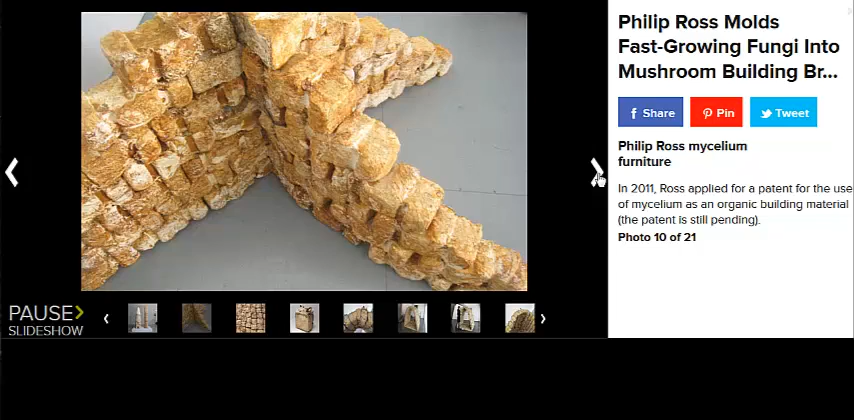 Philip Ross Molds
Fast-Growing Fungi Into
Mushroom Building Br...
Share
Pin
Tweet
Philip Ross mycelium
furniture
In 2011, Ross applied for a patent for the use
of mycelium as an organic building material
(the patent is still pending).
Photo 10 of 21
PAUSE
SLIDESHOW